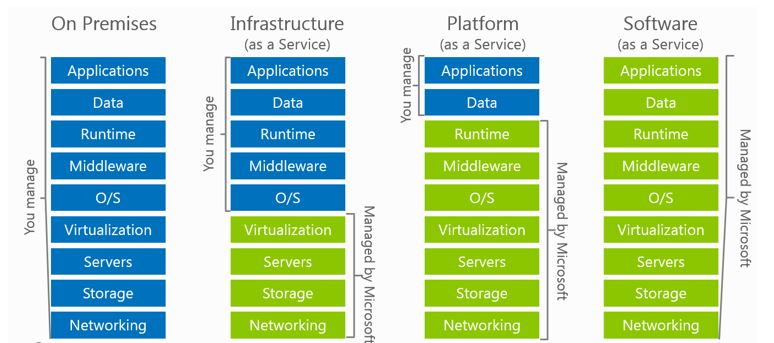 On Premises
You manage
Applications
Data
Runtime
Middleware
O/S
Virtualization
Servers
Storage
Networking
Infrastructure
(as a Service)
You manage
Applications
Data
Runtime
Middleware
O/S
Virtualization
Servers
Storage
Networking
Managed by Microsoft
Platform
(as a Service)
You manage
Applications
Data
Runtime
Middleware
O/S
Virtualization
Servers
Storage
Networking
Managed by Microsoft
Software
(as a Service)
Applications
Data
Runtime
Middleware
O/S
Virtualization
Servers
Storage
Networking
Managed by Microsoft